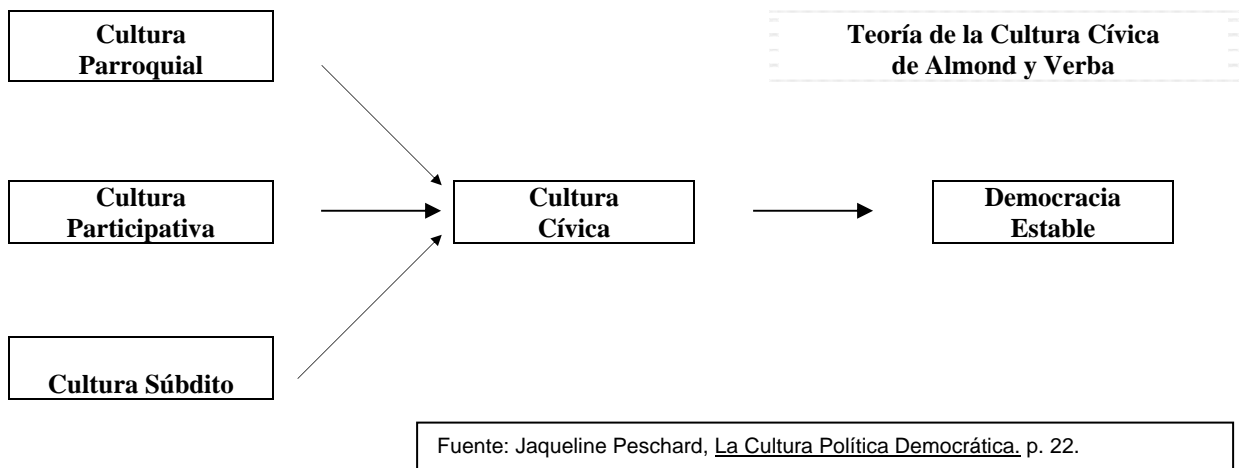 Cultura
Parroquial
Teoría de la Cultura Cívica
de Almond y Verba
Cultura
Participativa
Cultura
Cívica
Democracia
Estable
Cultura Súbdito
Fuente: Jaqueline Peschard, La Cultura Política Democrática. p. 22.